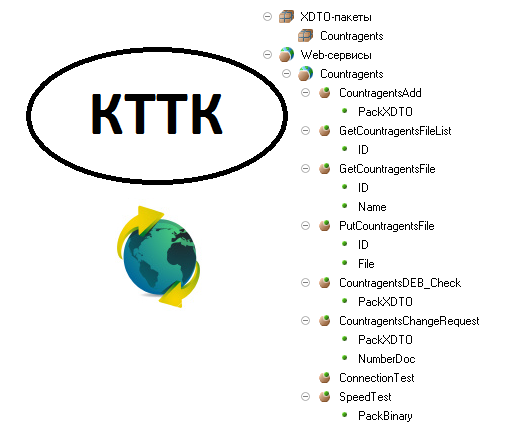 КТТК
XDTO-пакеты
Countragents
Web-сервисы
Countragents
CountragentsAdd
PackXDTO
GetCountragentsFileList
ID
GetCountragentsFile
ID
Name
PutCountragentsFile
ID
File
CountragentsDEB_Check
PackXDTO
CountragentsChangeRequest
PackXDTO
NumberDoc
ConnectionTest
SpeedTest
PackBinary